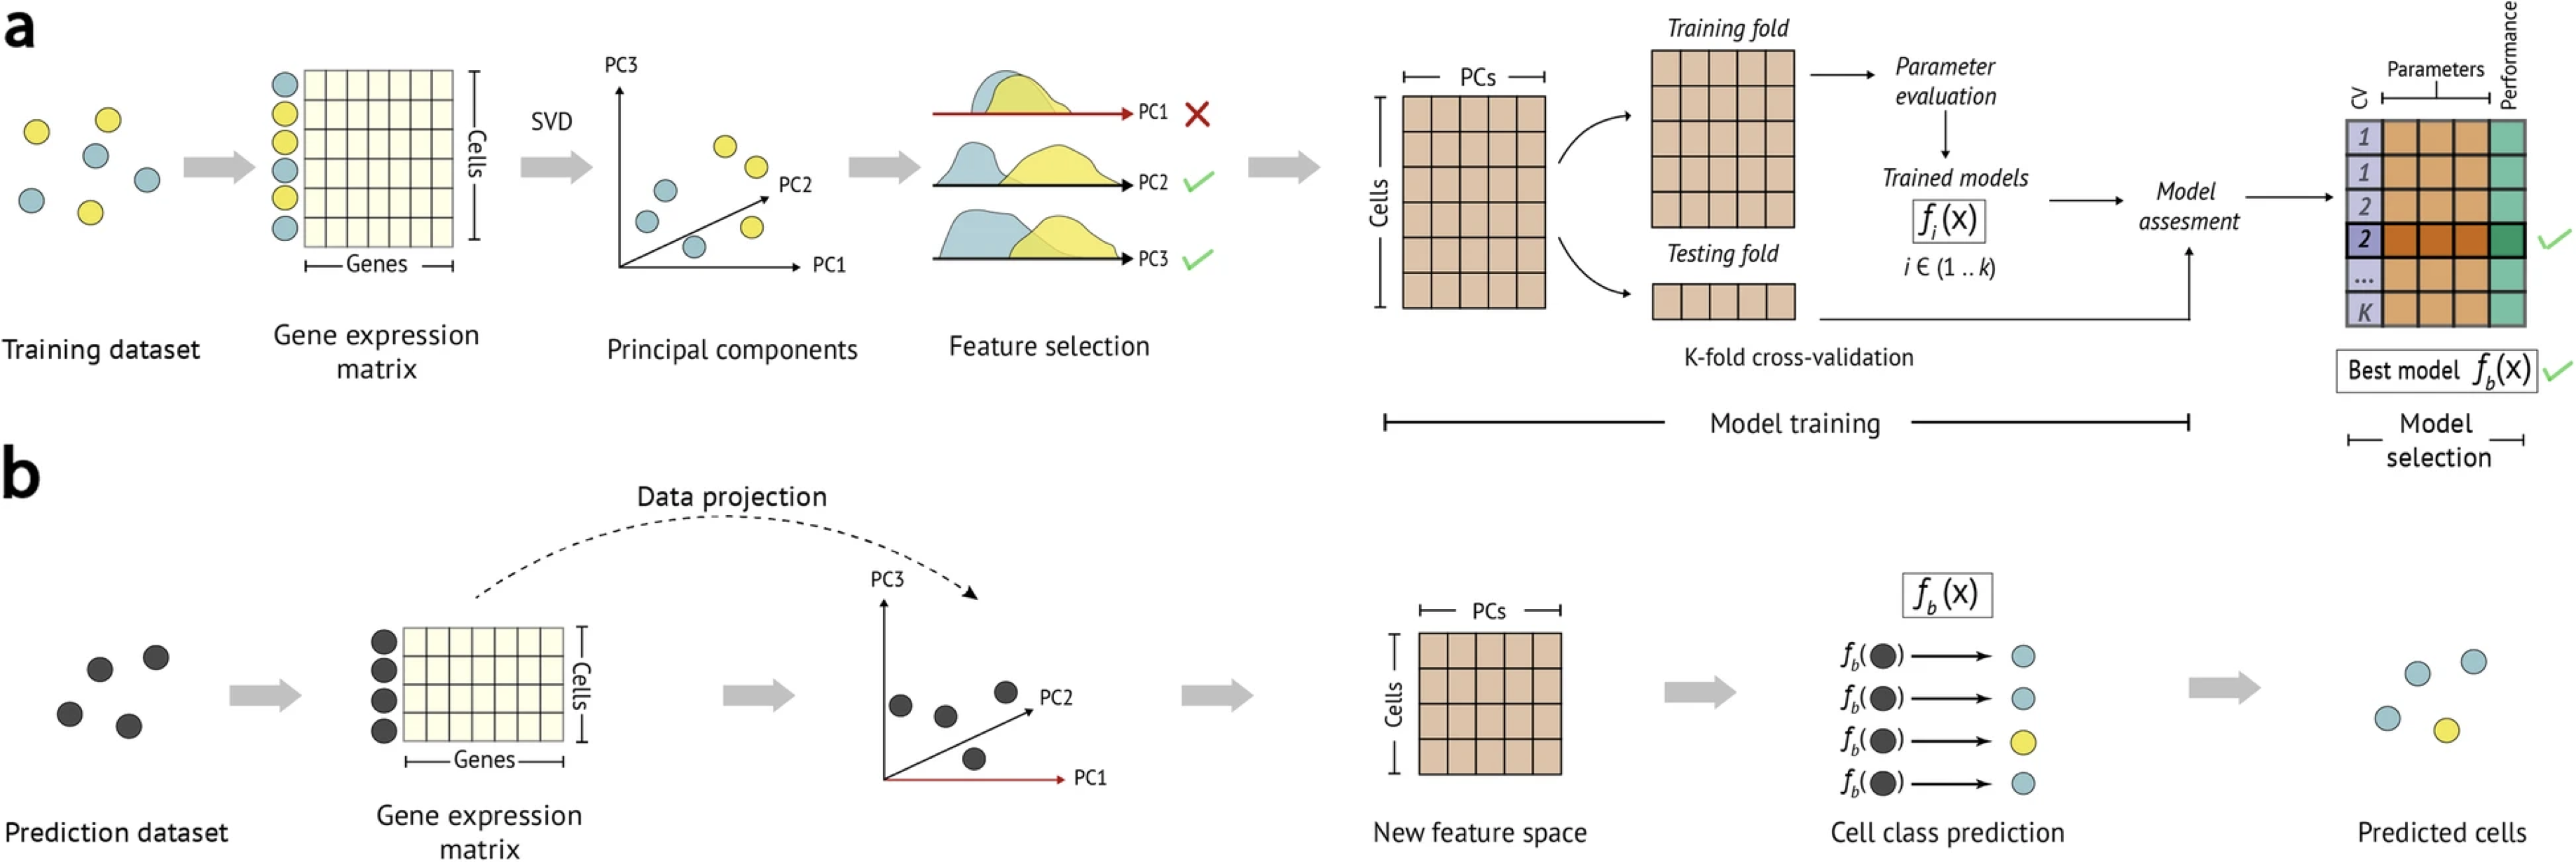 a
Training dataset
Cells
Genes
Gene expression
matrix
SVD
PC3
PC2
PC1
Principal components
PC1
PC2
PC3
Feature selection
PCs
Cells
Training fold
Testing fold
K-fold cross-validation
Parameter
evaluation
Trained models
fi(x)
i ∈ (1 .. k)
Model
assesment
Model training
CV
Parameters
Performance
1
1
2
2
...
K
Best model fb(x)
Model
selection
b
Prediction dataset
Cells
Genes
Gene expression
matrix
Data projection
PC3
PC2
PC1
PCs
Cells
New feature space
fb(x)
fb( )
fb( )
fb( )
fb( )
Cell class prediction
Predicted cells